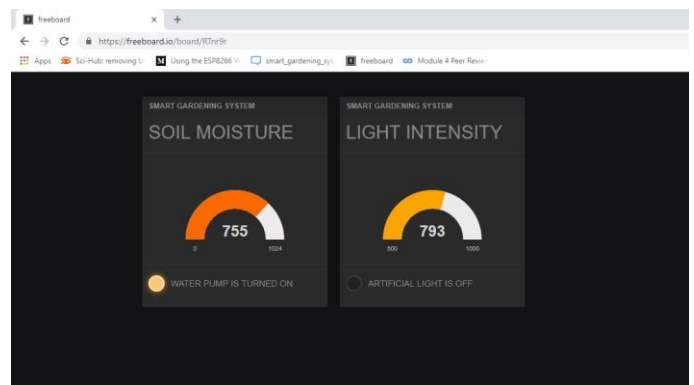 freeboard
https://freeboard.io/board/RTnr9r
Apps Sci-Hub: removing b Using the ESP8266 smart_gardening_sys freeboard Module 4 Peer Review
SMART GARDENING SYSTEM
SOIL MOISTURE
755
0 1024
WATER PUMP IS TURNED ON
SMART GARDENING SYSTEM
LIGHT INTENSITY
793
500 1000
ARTIFICIAL LIGHT IS OFF